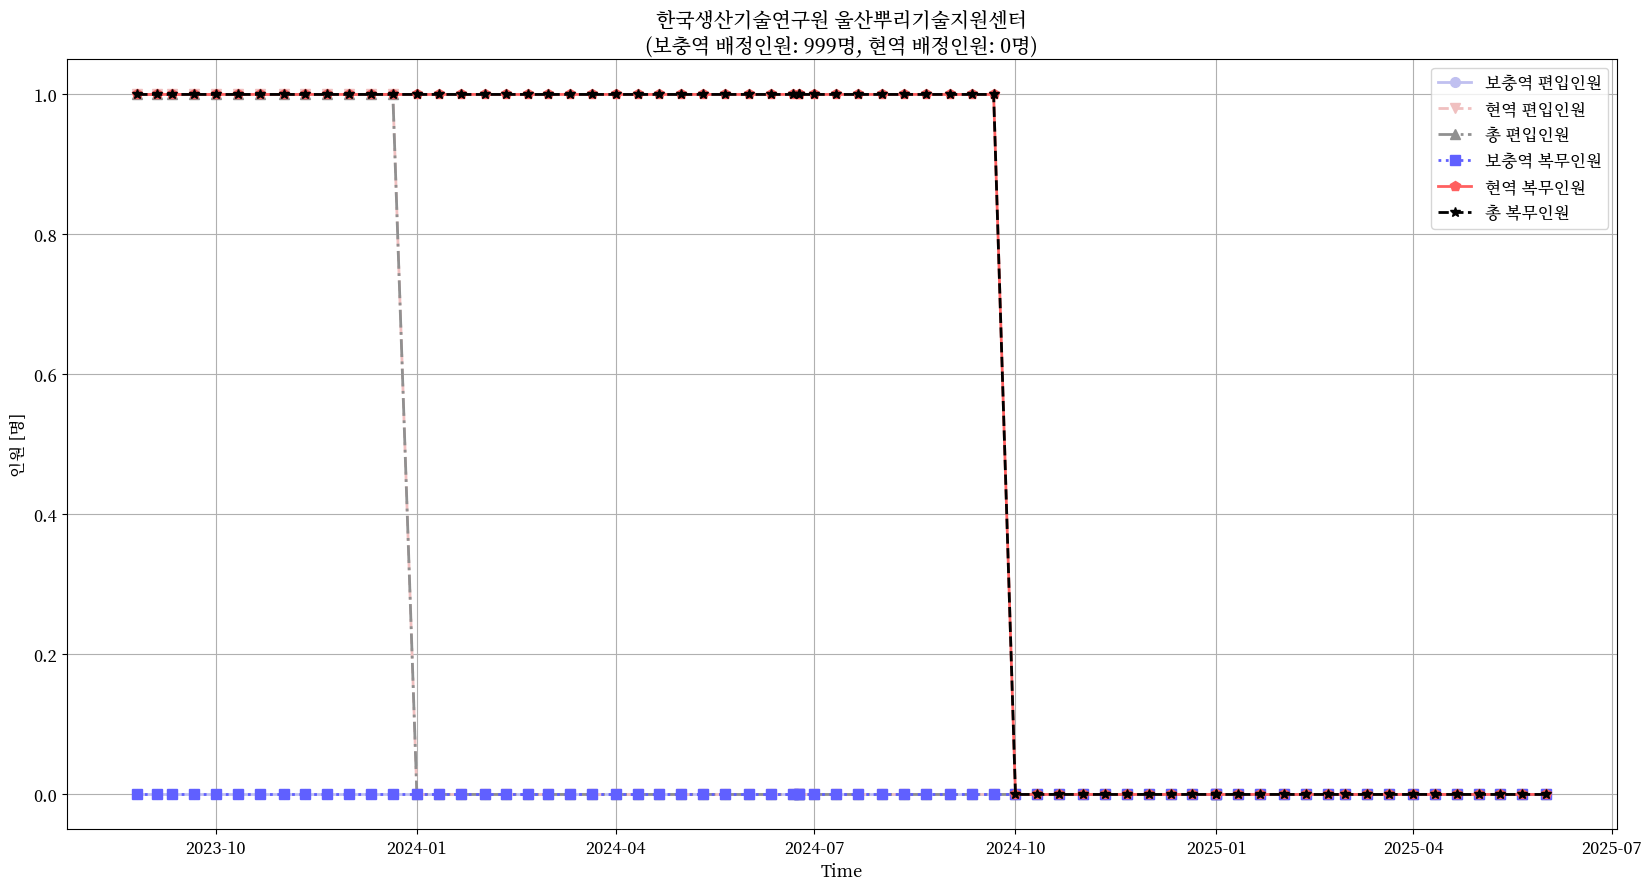 한국생산기술연구원 울산뿌리기술지원센터
(보충역 배정인원: 999명, 현역 배정인원: 0명)
보충역 편입인원
현역 편입인원
총 편입인원
보충역 복무인원
현역 복무인원
총 복무인원
인원 [명]
1.0
0.8
0.6
0.4
0.2
0.0
2023-10
2024-01
2024-04
2024-07
2024-10
2025-01
2025-04
2025-07
Time